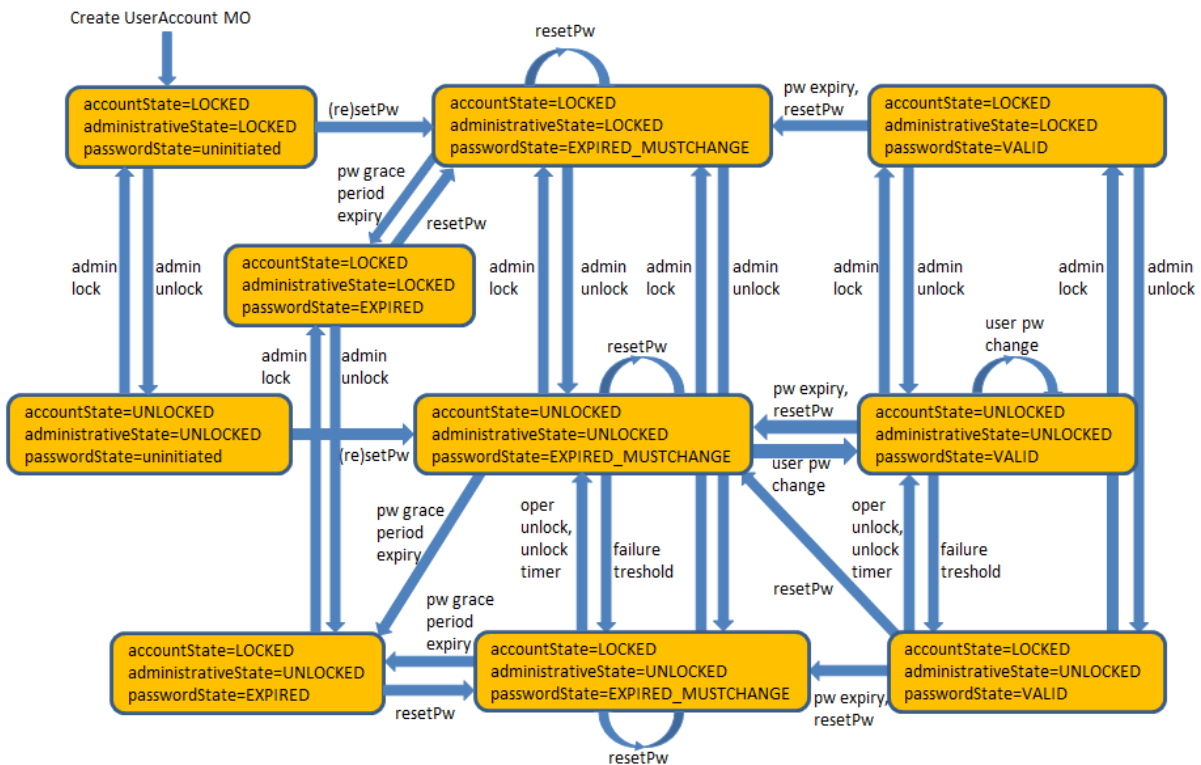 Create UserAccount MO
resetPw
accountState=LOCKED
administrativeState=LOCKED
passwordState=uninitiated
(re)setPw
accountState=LOCKED
administrativeState=LOCKED
passwordState=EXPIRED_MUSTCHANGE
pw expiry,
resetPw
accountState=LOCKED
administrativeState=LOCKED
passwordState=VALID
pw grace
period
expiry
resetPw
admin
lock
admin
unlock
accountState=LOCKED
administrativeState=LOCKED
passwordState=EXPIRED
admin
lock
admin
unlock
admin
lock
admin
unlock
admin
lock
admin
unlock
admin
lock
admin
unlock
admin
lock
admin
unlock
resetPw
user pw
change
accountState=UNLOCKED
administrativeState=UNLOCKED
passwordState=uninitiated
(re)setPw
accountState=UNLOCKED
administrativeState=UNLOCKED
passwordState=EXPIRED_MUSTCHANGE
pw expiry,
resetPw
user pw
change
accountState=UNLOCKED
administrativeState=UNLOCKED
passwordState=VALID
pw grace
period
expiry
oper
unlock,
unlock
timer
failure
treshold
resetPw
oper
unlock,
unlock
timer
failure
treshold
pw grace
period
expiry
accountState=LOCKED
administrativeState=UNLOCKED
passwordState=EXPIRED
resetPw
accountState=LOCKED
administrativeState=UNLOCKED
passwordState=EXPIRED_MUSTCHANGE
pw expiry,
resetPw
accountState=LOCKED
administrativeState=UNLOCKED
passwordState=VALID
resetPw